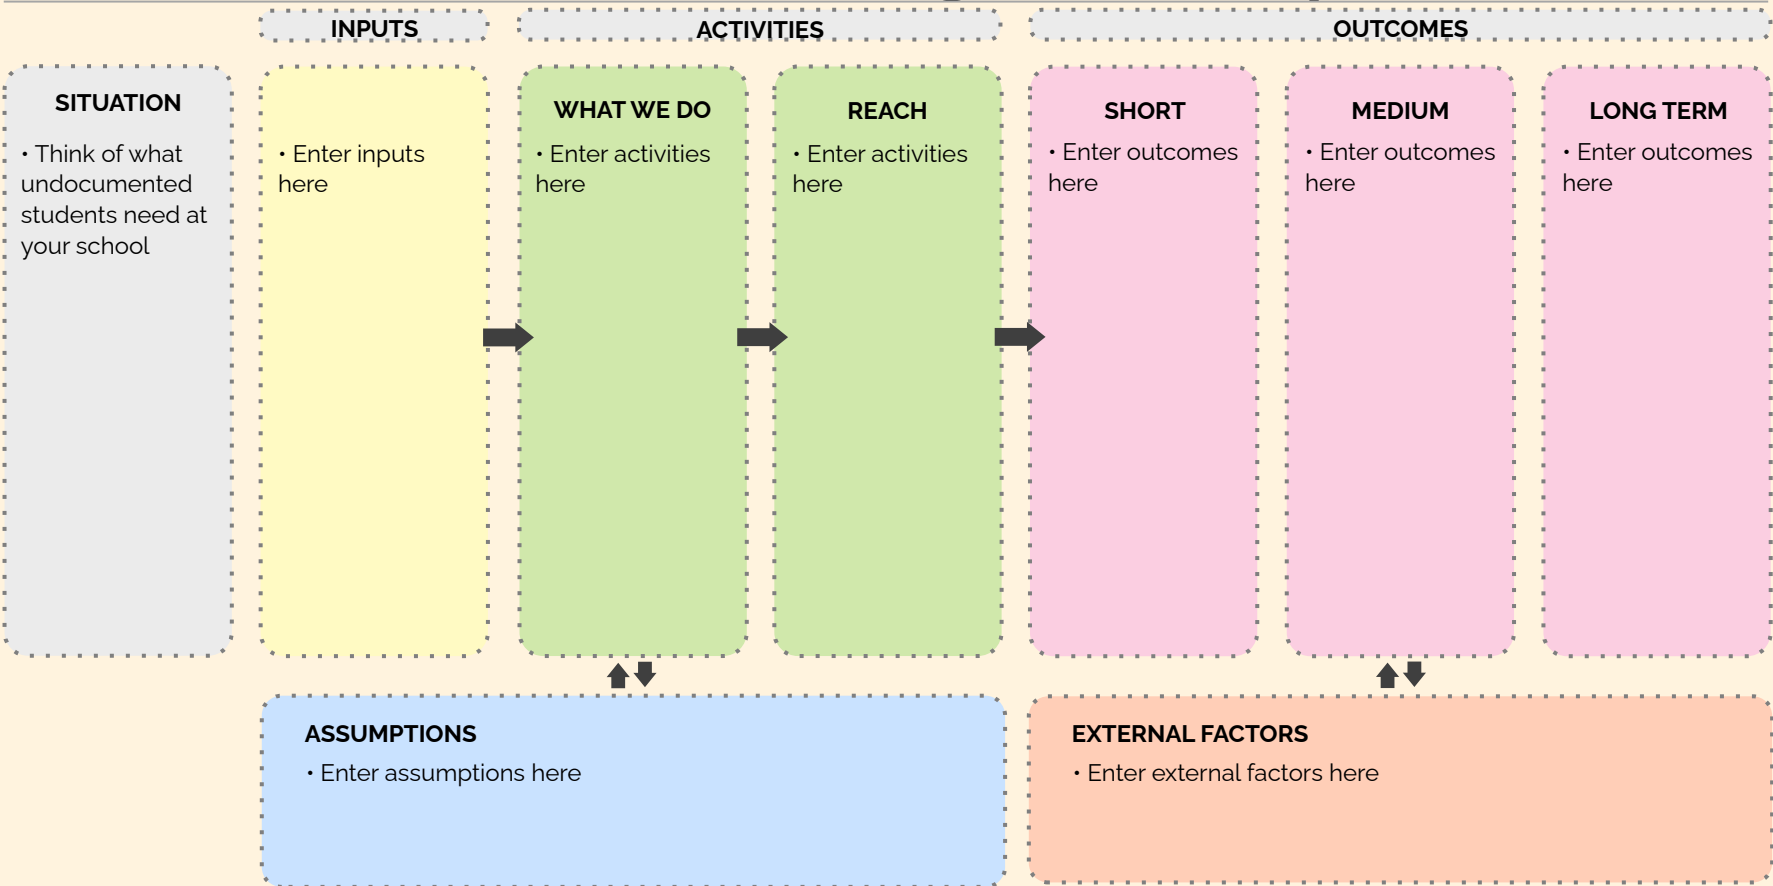 INPUTS
ACTIVITIES
OUTCOMES
SITUATION
• Think of what
undocumented
students need at
your school
• Enter inputs
here
WHAT WE DO
• Enter activities
here
REACH
• Enter activities
here
SHORT
• Enter outcomes
here
MEDIUM
• Enter outcomes
here
LONG TERM
• Enter outcomes
here
ASSUMPTIONS
• Enter assumptions here
EXTERNAL FACTORS
• Enter external factors here